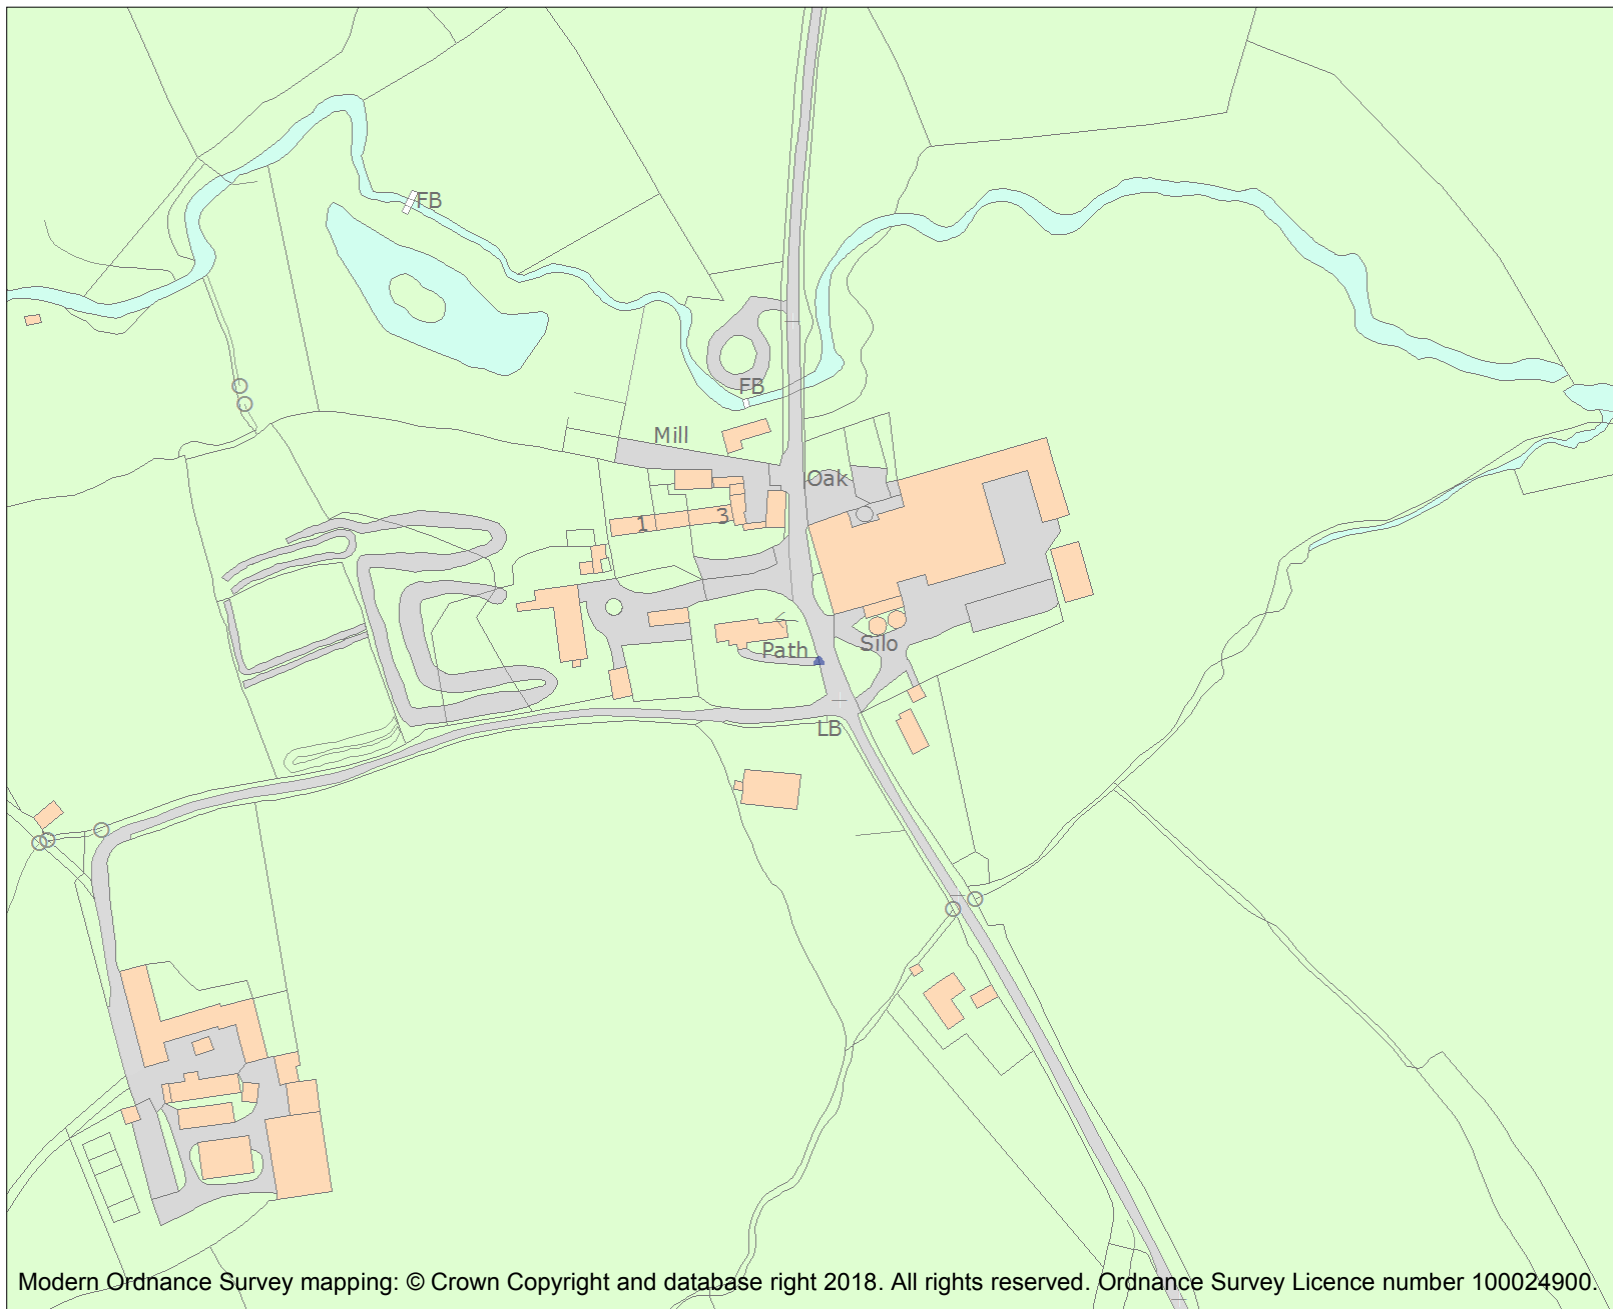 FB
FB
Mill
Oak
1
3
Path
Silo
LB
Modern Ordnance Survey mapping: © Crown Copyright and database right 2018. All rights reserved. Ordnance Survey Licence number 100024900.